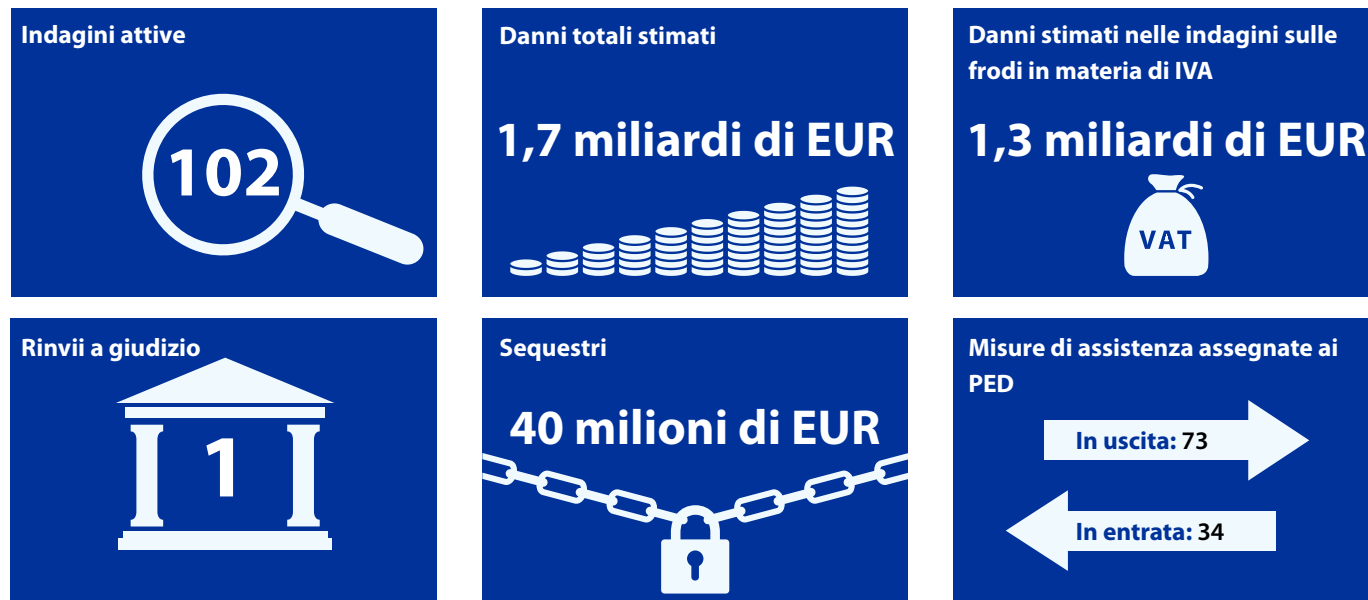 Indagini attive
102
Danni totali stimati
1,7 miliardi di EUR
Danni stimati nelle indagini sulle
frodi in materia di IVA
1,3 miliardi di EUR
VAT
Rinvii a giudizio
1
Sequestri
40 milioni di EUR
Misure di assistenza assegnate ai
PED
In uscita: 73
In entrata: 34